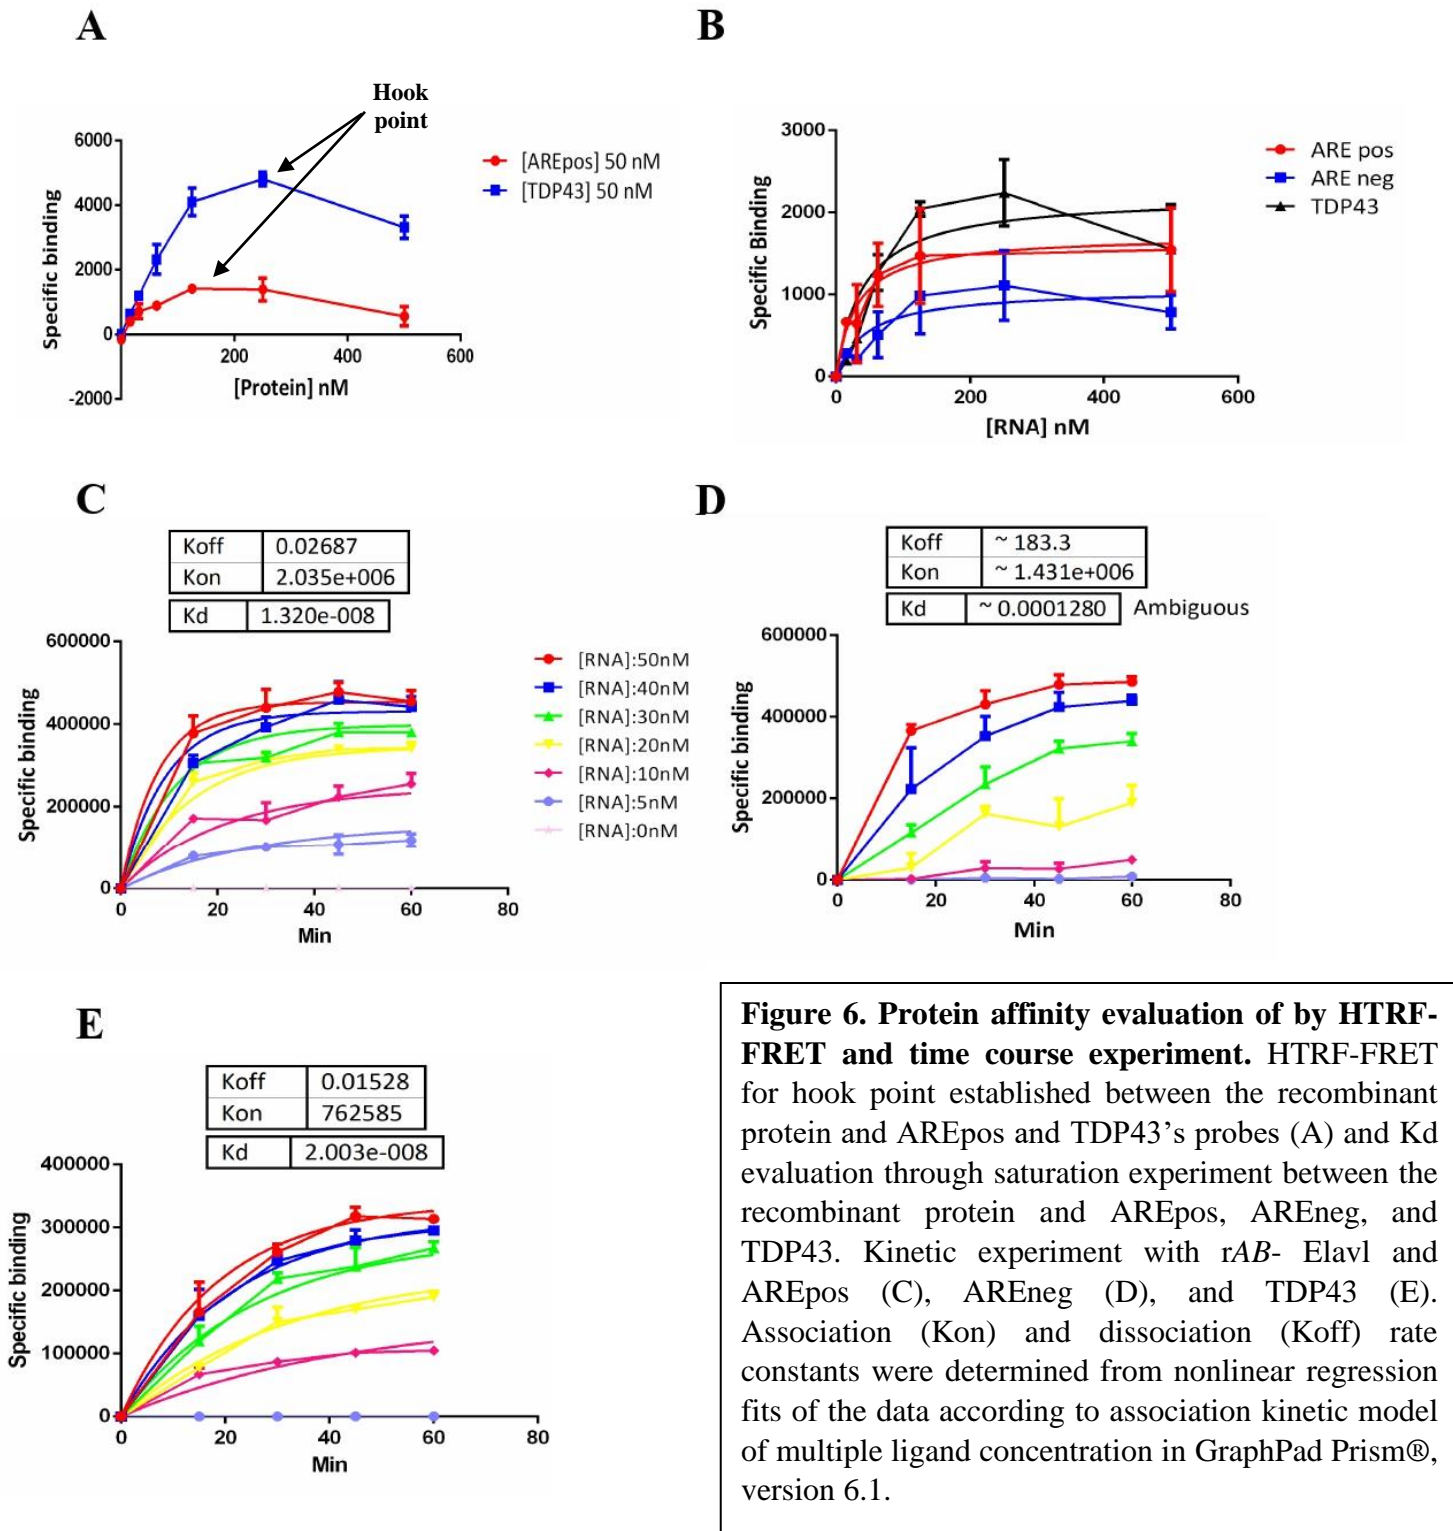 A
Hook
point
6000
4000
2000
0
-2000
200
400
600
Specific binding
[Protein] nM
[AREpos] 50 nM
[TDP43] 50 nM
B
3000
2000
1000
0
0
200
400
600
Specific Binding
[RNA] nM
ARE pos
ARE neg
TDP43
C
Koff 0.02687
Kon 2.035e+006
Kd 1.320e-008
600000
400000
200000
0
0
20
40
60
80
Specific binding
Min
[RNA]:50nM
[RNA]:40nM
[RNA]:30nM
[RNA]:20nM
[RNA]:10nM
[RNA]:5nM
[RNA]:0nM
D
Koff ~ 183.3
Kon ~ 1.431e+006
Kd ~ 0.0001280 Ambiguous
600000
400000
200000
0
0
20
40
60
80
Specific binding
Min
E
Koff 0.01528
Kon 762585
Kd 2.003e-008
400000
300000
200000
100000
0
0
20
40
60
80
Specific binding
Min
Figure 6. Protein affinity evaluation of by HTRF-
FRET and time course experiment. HTRF-FRET
for hook point established between the recombinant
protein and AREpos and TDP43’s probes (A) and Kd
evaluation through saturation experiment between the
recombinant protein and AREpos, AREneg, and
TDP43. Kinetic experiment with rAB- Elavl and
AREpos (C), AREneg (D), and TDP43 (E).
Association (Kon) and dissociation (Koff) rate
constants were determined from nonlinear regression
fits of the data according to association kinetic model
of multiple ligand concentration in GraphPad Prism®,
version 6.1.